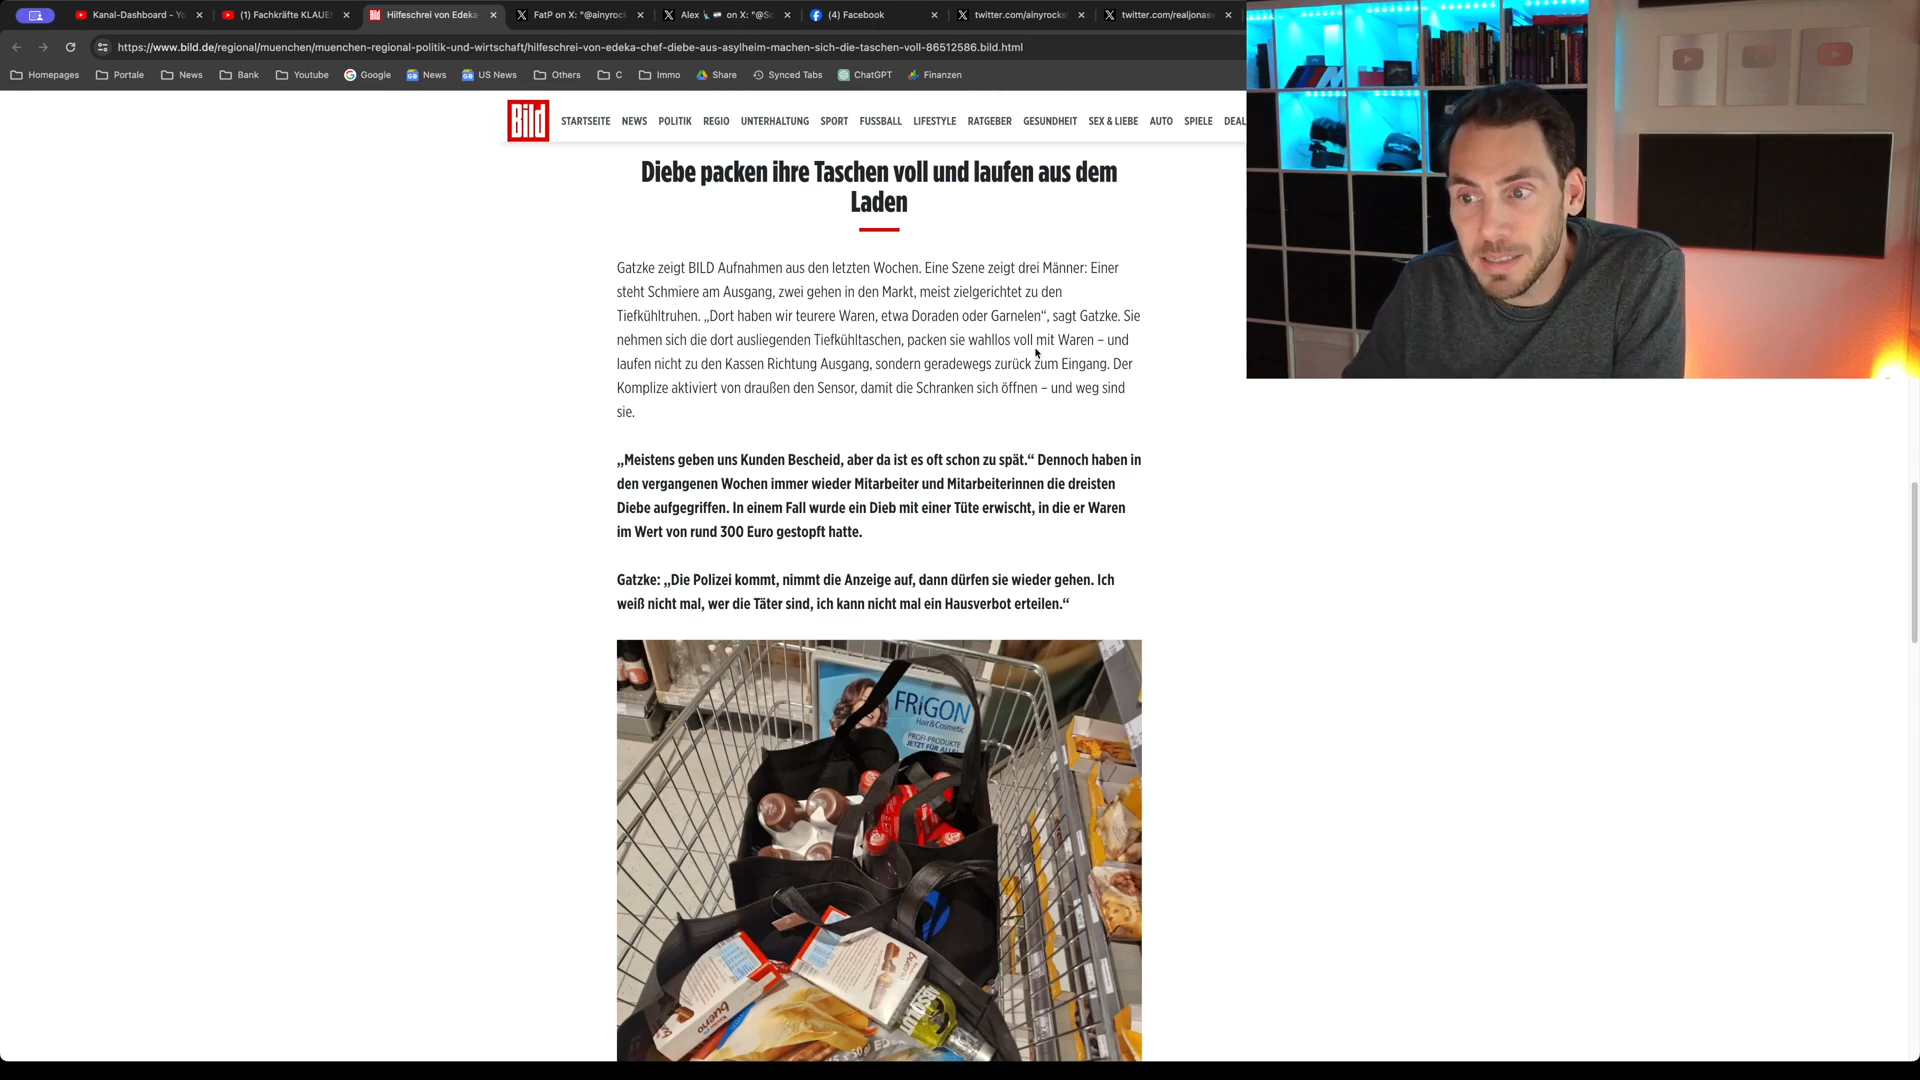 Kanal-Dashboard - Yo
(1) Fachkräfte KLAUE
Hilfeschrei von Edeka-
FatP on X: "@ainyrock
Alex on X: "@Sc
(4) Facebook
twitter.com/ainyrocks
twitter.com/realjonasw
https://www.bild.de/regional/muenchen/muenchen-regional-politik-und-wirtschaft/hilfeschrei-von-edeka-chef-diebe-aus-asylheim-machen-sich-die-taschen-voll-86512586.bild.html
Homepages Portale News Bank Youtube Google News US News Others C Immo Share Synced Tabs ChatGPT Finanzen
Bild STARTSEITE NEWS POLITIK REGIO UNTERHALTUNG SPORT FUSSBALL LIFESTYLE RATGEBER GESUNDHEIT SEX & LIEBE AUTO SPIELE DEAL
Diebe packen ihre Taschen voll und laufen aus dem
Laden
Gatzke zeigt BILD Aufnahmen aus den letzten Wochen. Eine Szene zeigt drei Männer: Einer
steht Schmiere am Ausgang, zwei gehen in den Markt, meist zielgerichtet zu den
Tiefkühltruhen. „Dort haben wir teurere Waren, etwa Doraden oder Garnelen“, sagt Gatzke. Sie
nehmen sich die dort ausliegenden Tiefkühltaschen, packen sie wahllos voll mit Waren – und
laufen nicht zu den Kassen Richtung Ausgang, sondern geradewegs zurück zum Eingang. Der
Komplize aktiviert von draußen den Sensor, damit die Schranken sich öffnen – und weg sind
sie.
„Meistens geben uns Kunden Bescheid, aber da ist es oft schon zu spät.“ Dennoch haben in
den vergangenen Wochen immer wieder Mitarbeiter und Mitarbeiterinnen die dreisten
Diebe aufgegriffen. In einem Fall wurde ein Dieb mit einer Tüte erwischt, in die er Waren
im Wert von rund 300 Euro gestopft hatte.
Gatzke: „Die Polizei kommt, nimmt die Anzeige auf, dann dürfen sie wieder gehen. Ich
weiß nicht mal, wer die Täter sind, ich kann nicht mal ein Hausverbot erteilen.“
FRIGON
Hair&Cosmetic
PROFI-PRODUKTE
JETZT FÜR ALLE!
bueno
bueno
ABSOLUT